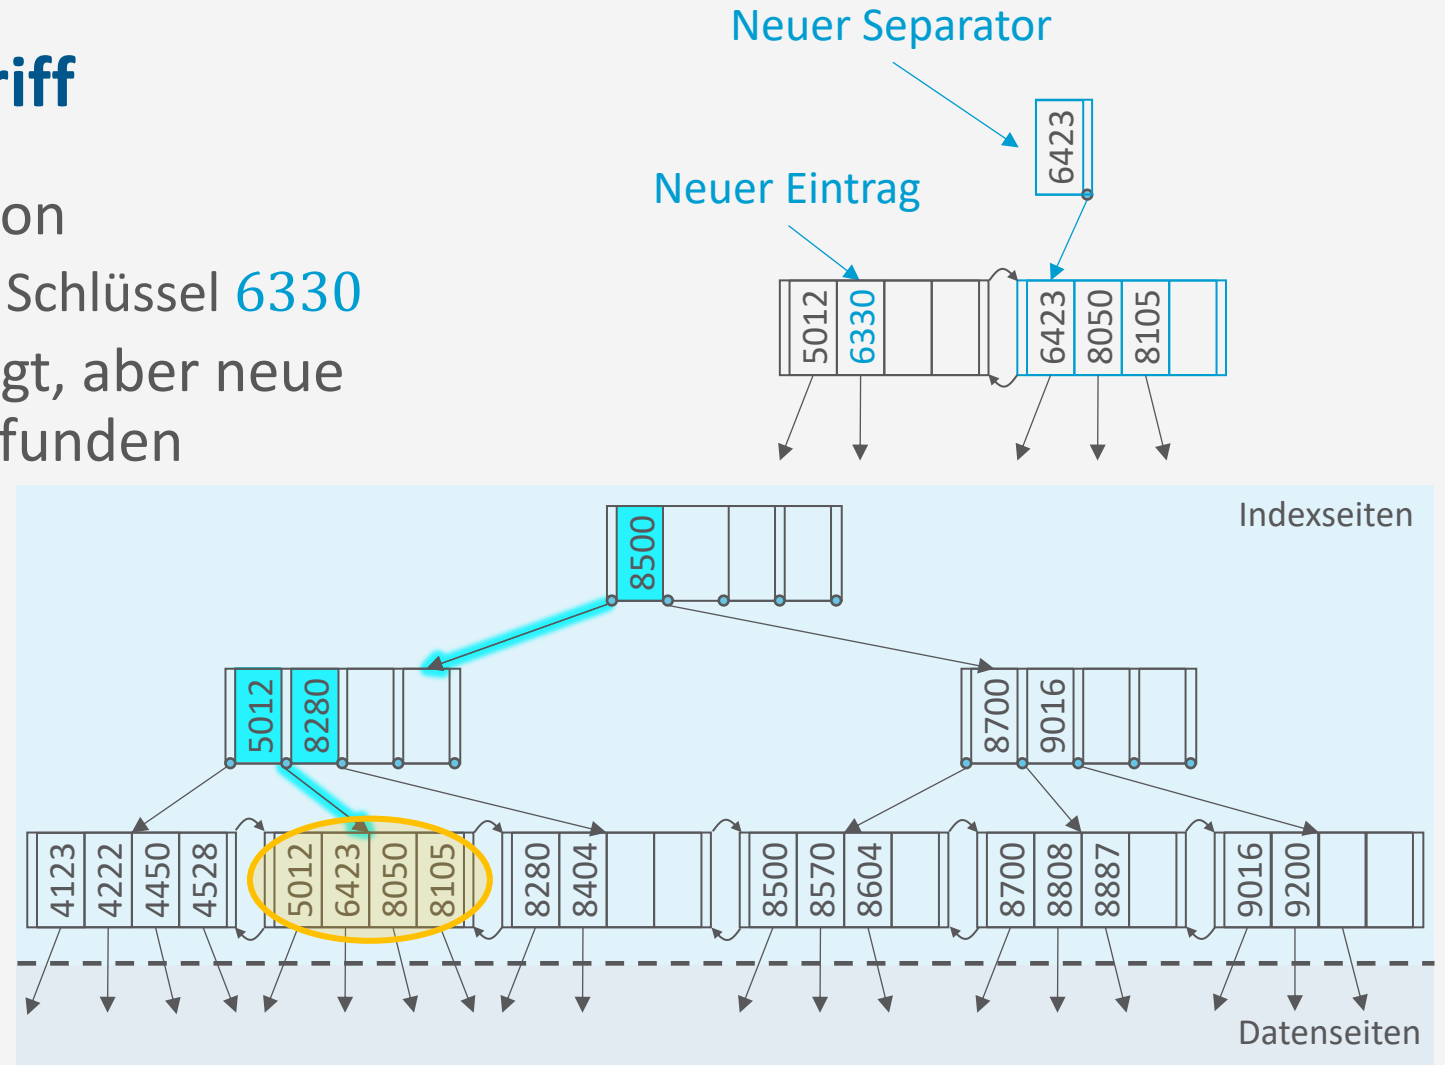 Neuer Separator
riff
6423
Neuer Eintrag
on
Schlüssel 6330
5012 6330 6423 8050 8105
gt, aber neue
funden
Indexseiten
8500
5012 8280 8700 9016
4123 4222 4450 4528 5012 6423 8050 8105 8280 8404 8500 8570 8604 8700 8808 8887 9016 9200
Datenseiten